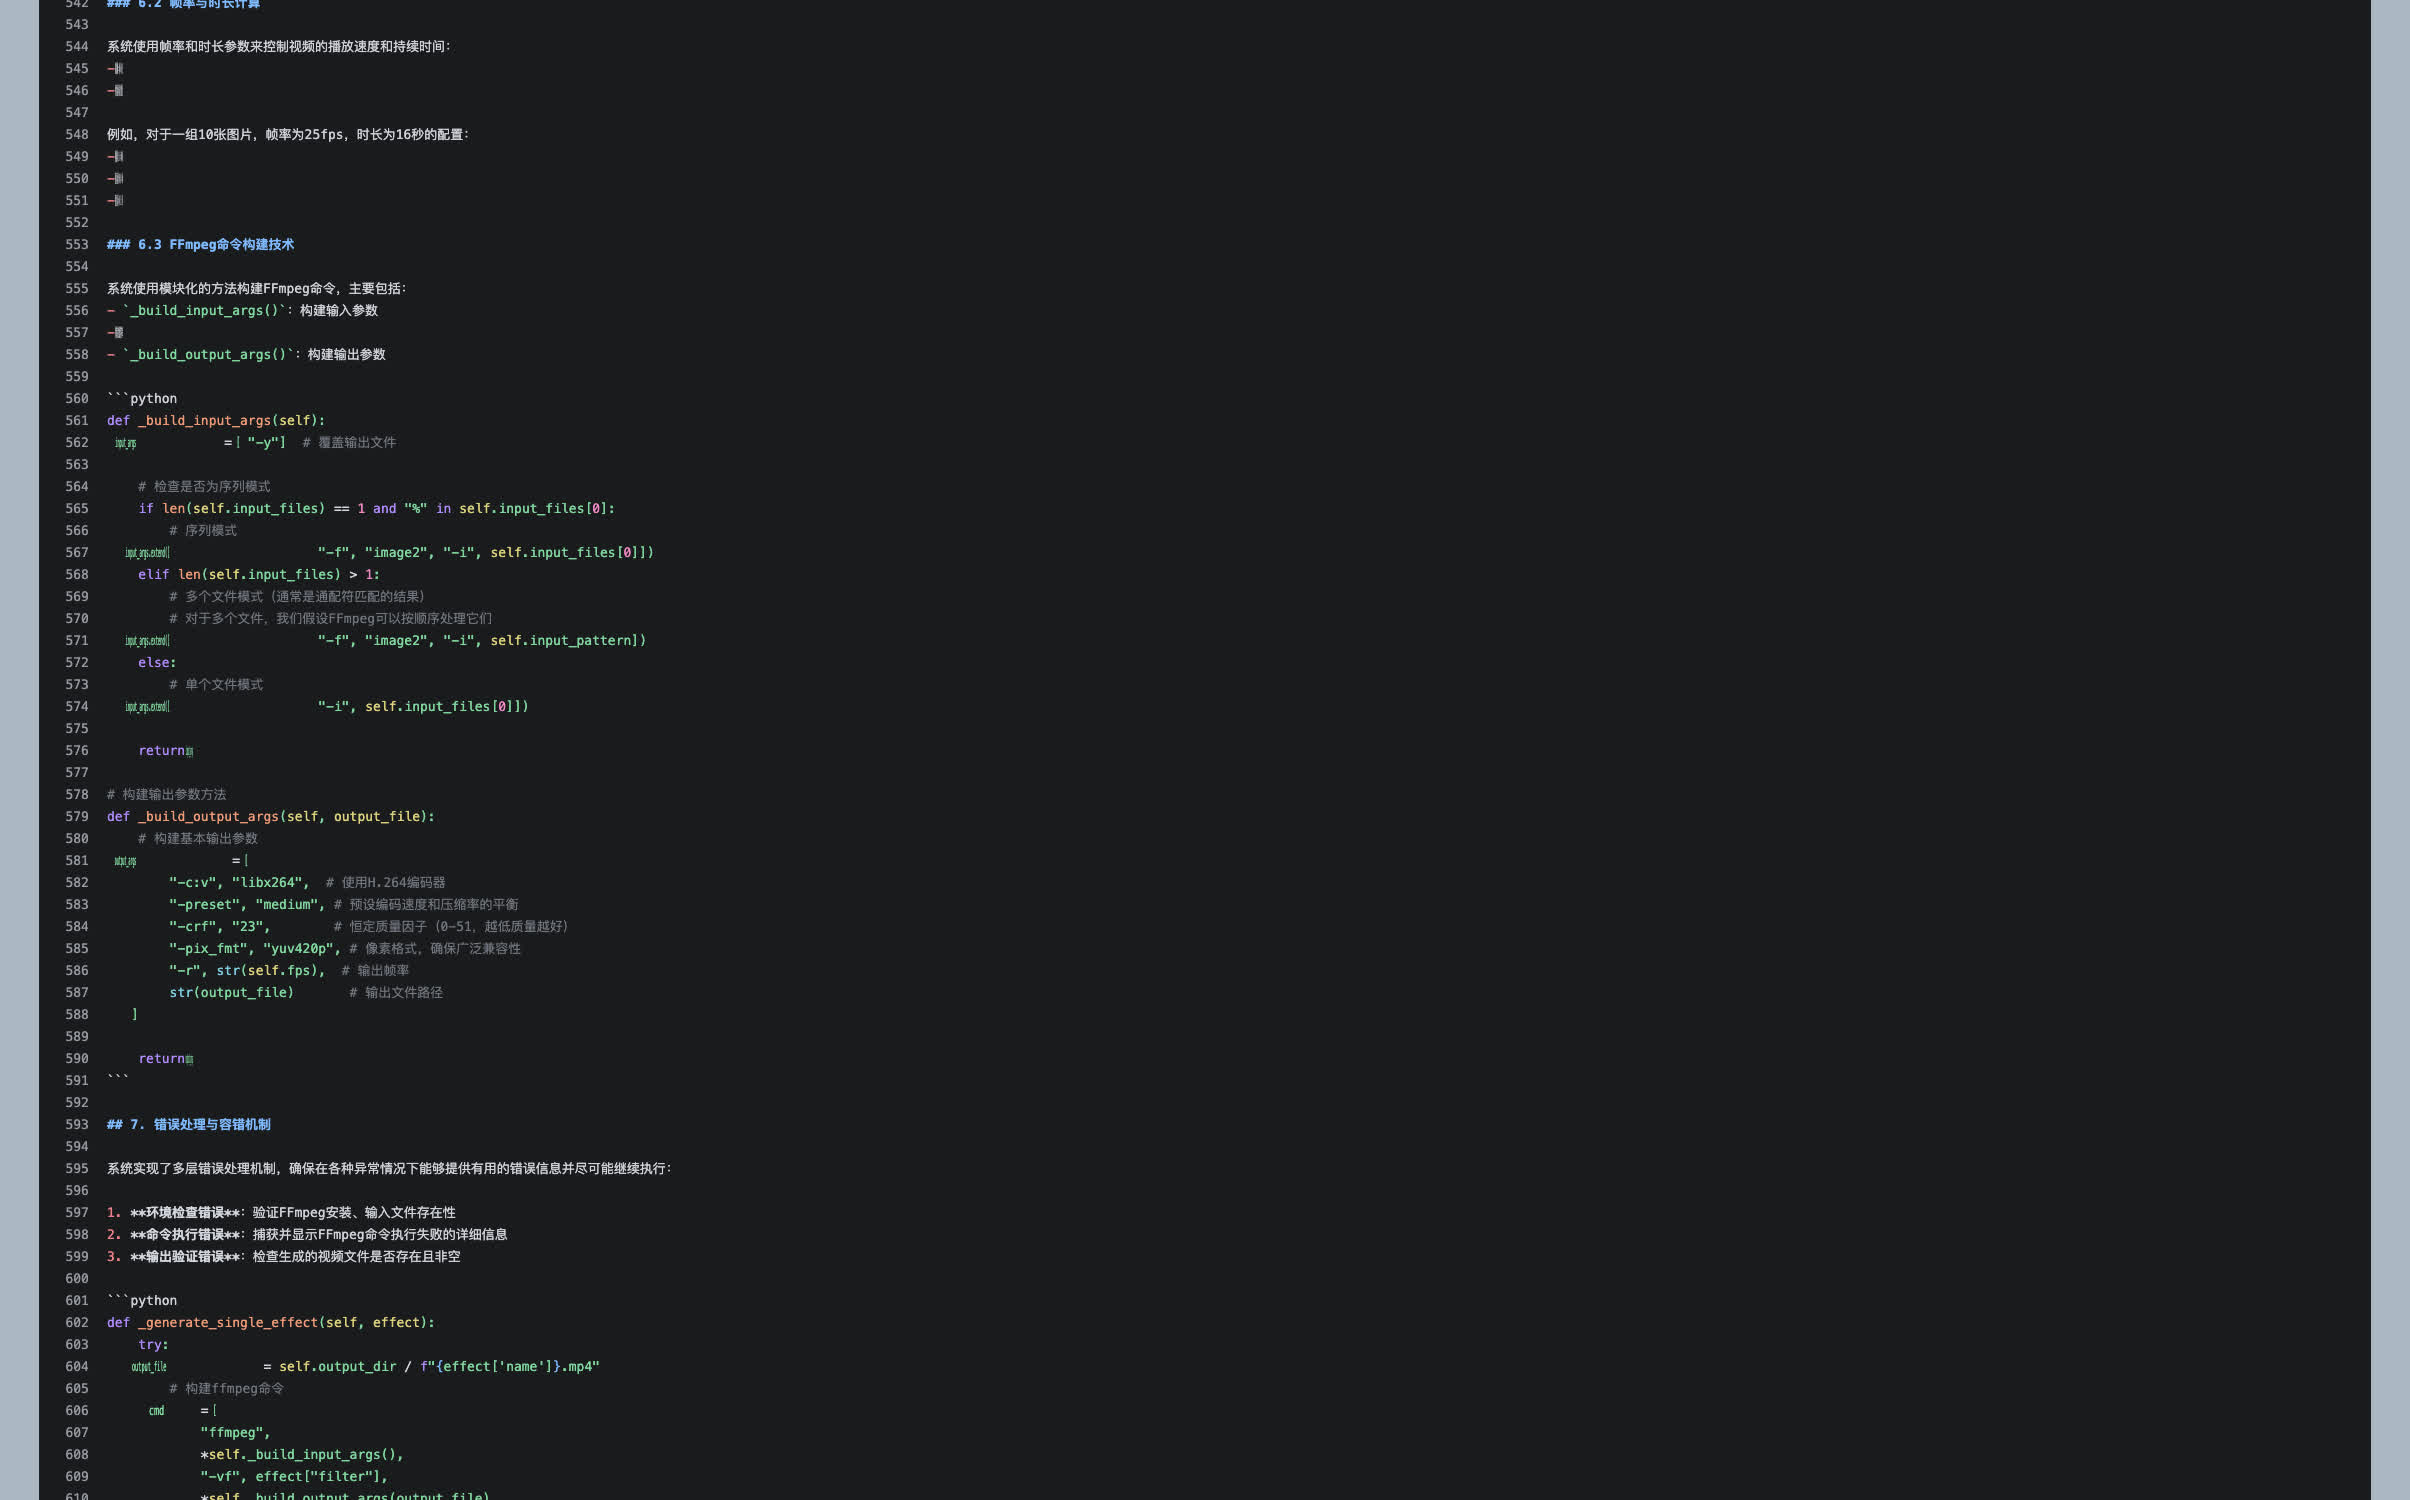 542 ### 6.2 帧率与时长计算
543
544 系统使用帧率和时长参数来控制视频的播放速度和持续时间：
545 -
546 -
547
548 例如，对于一组10张图片，帧率为25fps，时长为16秒的配置：
549 -
550 -
551 -
552
553 ### 6.3 FFmpeg命令构建技术
554
555 系统使用模块化的方法构建FFmpeg命令，主要包括：
556 - `_build_input_args()`：构建输入参数
557 -
558 - `_build_output_args()`：构建输出参数
559
560 ```python
561 def _build_input_args(self):
562 input_args = [ "-y"]  # 覆盖输出文件
563
564     # 检查是否为序列模式
565     if len(self.input_files) == 1 and "%" in self.input_files[0]:
566         # 序列模式
567 input_args.extend([ "-f", "image2", "-i", self.input_files[0]])
568     elif len(self.input_files) > 1:
569         # 多个文件模式（通常是通配符匹配的结果）
570         # 对于多个文件，我们假设FFmpeg可以按顺序处理它们
571 input_args.extend([ "-f", "image2", "-i", self.input_pattern])
572     else:
573         # 单个文件模式
574 input_args.extend([ "-i", self.input_files[0]])
575
576     return
577
578 # 构建输出参数方法
579 def _build_output_args(self, output_file):
580     # 构建基本输出参数
581 output_args = [
582         "-c:v", "libx264",  # 使用H.264编码器
583         "-preset", "medium", # 预设编码速度和压缩率的平衡
584         "-crf", "23",        # 恒定质量因子（0-51，越低质量越好）
585         "-pix_fmt", "yuv420p", # 像素格式，确保广泛兼容性
586         "-r", str(self.fps),  # 输出帧率
587         str(output_file)       # 输出文件路径
588     ]
589
590     return
591 ```
592
593 ## 7. 错误处理与容错机制
594
595 系统实现了多层错误处理机制，确保在各种异常情况下能够提供有用的错误信息并尽可能继续执行：
596
597 1. **环境检查错误**：验证FFmpeg安装、输入文件存在性
598 2. **命令执行错误**：捕获并显示FFmpeg命令执行失败的详细信息
599 3. **输出验证错误**：检查生成的视频文件是否存在且非空
600
601 ```python
602 def _generate_single_effect(self, effect):
603     try:
604 output_file = self.output_dir / f"{effect['name']}.mp4"
605         # 构建ffmpeg命令
606 cmd = [
607             "ffmpeg",
608             *self._build_input_args(),
609             "-vf", effect["filter"],
610             *self._build_output_args(output_file)